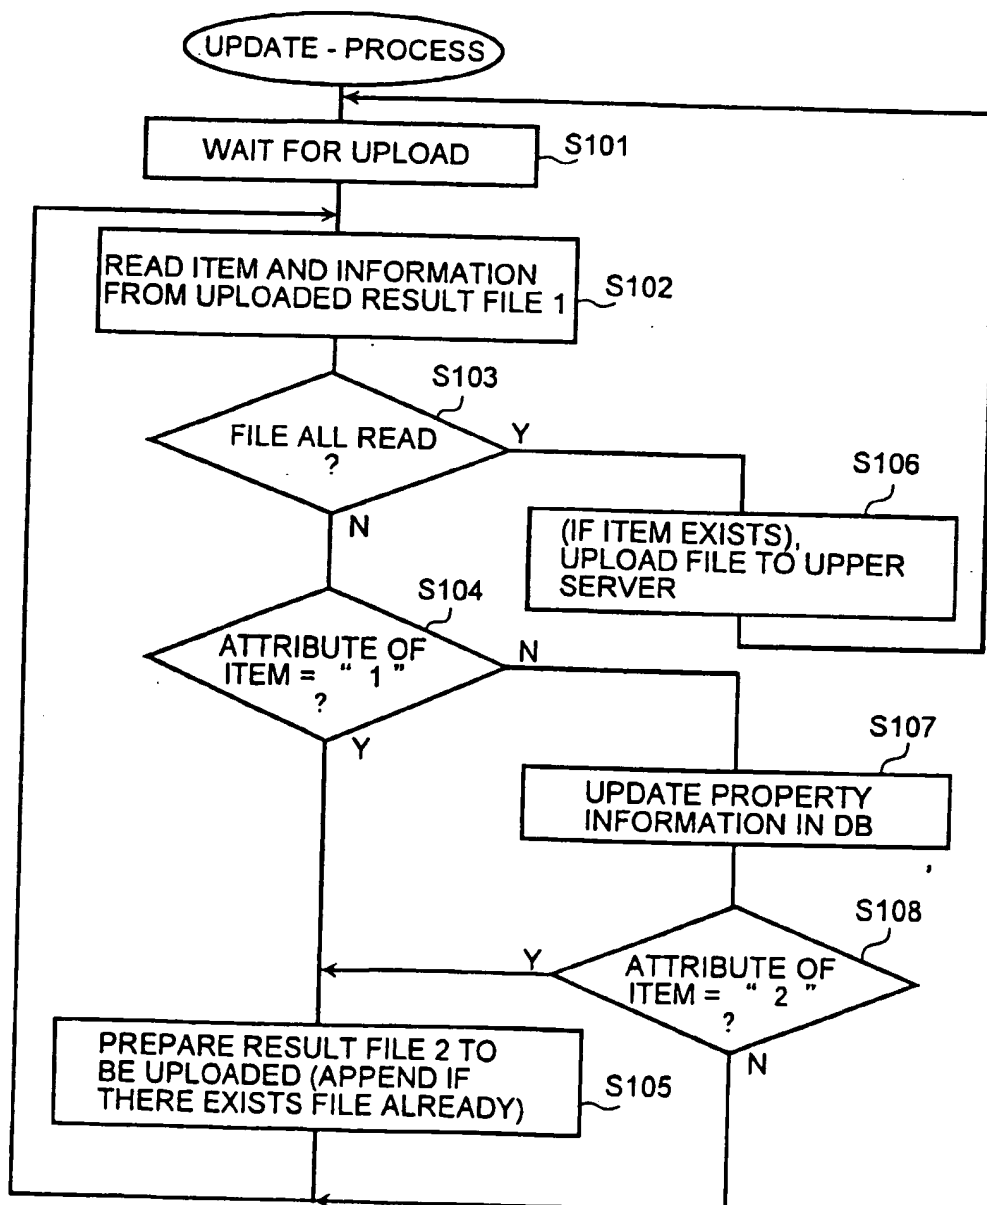 UPDATE - PROCESS
WAIT FOR UPLOAD
S101
READ ITEM AND INFORMATION
FROM UPLOADED RESULT FILE 1
S102
S103
FILE ALL READ
?
Y
N
S106
(IF ITEM EXISTS),
UPLOAD FILE TO UPPER
SERVER
S104
ATTRIBUTE OF
ITEM = " 1 "
?
N
Y
S107
UPDATE PROPERTY
INFORMATION IN DB
S108
ATTRIBUTE OF
ITEM = " 2 "
?
Y
N
PREPARE RESULT FILE 2 TO
BE UPLOADED (APPEND IF
THERE EXISTS FILE ALREADY)
S105